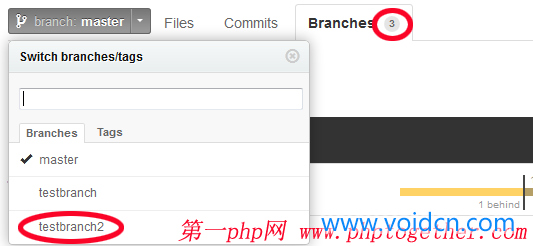 branch: master
Files
Commits
Branches 3
Switch branches/tags
Branches
Tags
master
testbranch
testbranch2
1 behind
www.voidcn.com
第一php网 www.phptogether.com